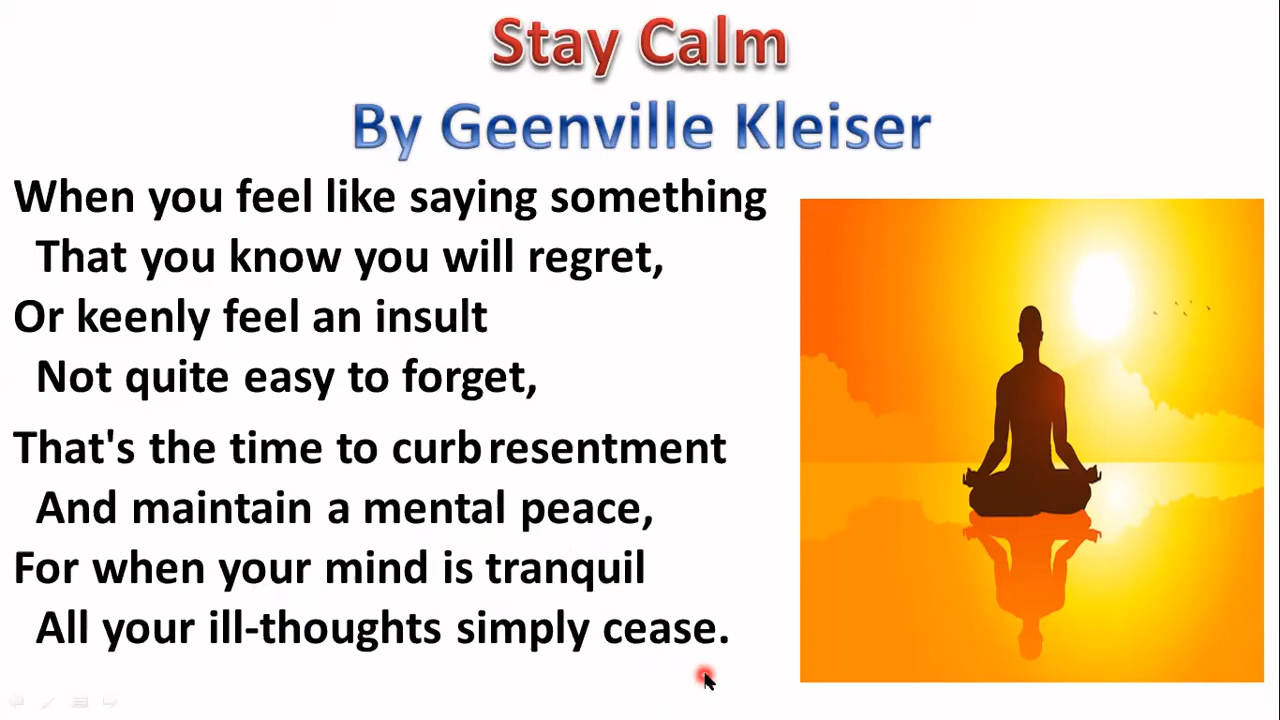 Stay Calm
By Geenville Kleiser
When you feel like saying something
That you know you will regret,
Or keenly feel an insult
Not quite easy to forget,
That's the time to curb resentment
And maintain a mental peace,
For when your mind is tranquil
All your ill-thoughts simply cease.